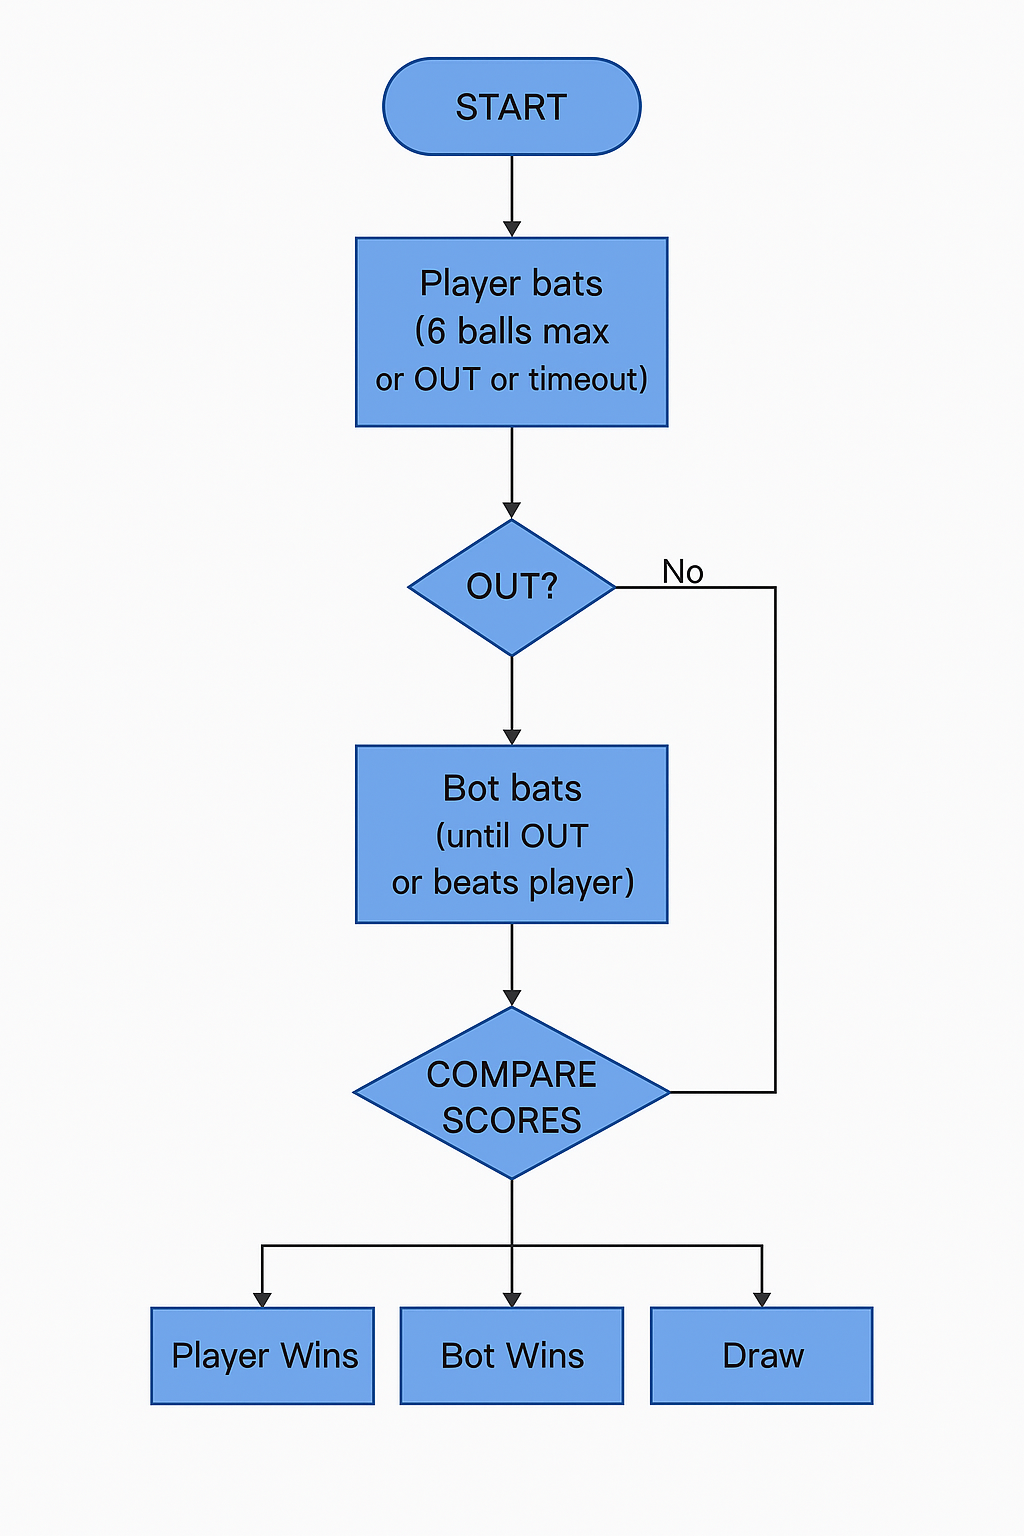 START
Player bats
(6 balls max
or OUT or timeout)
OUT?
No
Bot bats
(until OUT
or beats player)
COMPARE
SCORES
Player Wins
Bot Wins
Draw